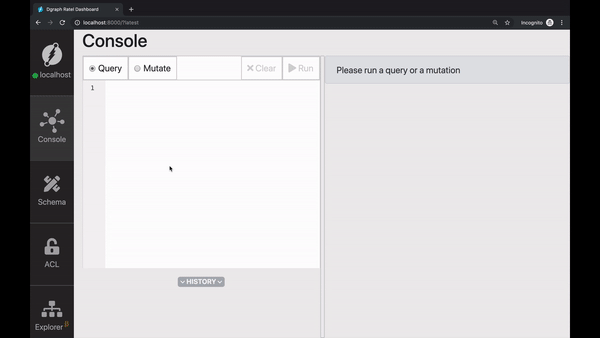 Dgraph Ratel Dashboard
localhost:8000/?latest
Incognito
Console
localhost
Query
Mutate
Clear
Run
Please run a query or a mutation
1
Console
HISTORY
Schema
ACL
Explorer β